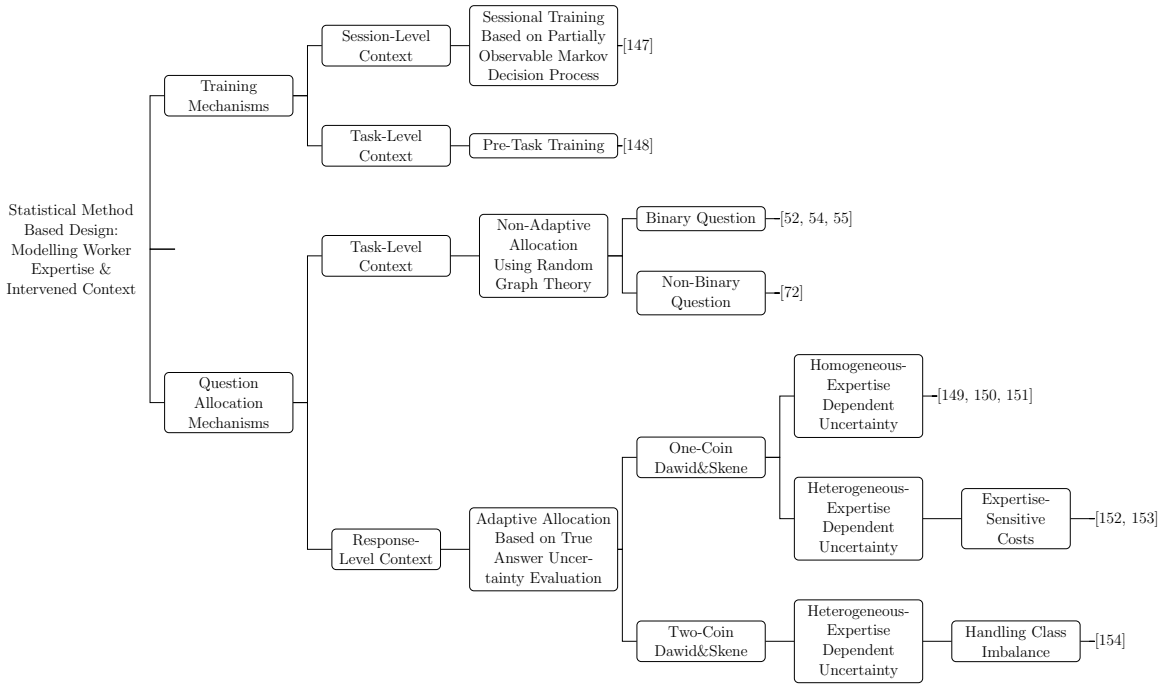 Statistical Method
Based Design:
Modelling Worker
Expertise &
Intervened Context
Training
Mechanisms
Session-Level
Context
Sessional Training
Based on Partially
Observable Markov
Decision Process
[147]
Task-Level
Context
Pre-Task Training
[148]
Question
Allocation
Mechanisms
Task-Level
Context
Non-Adaptive
Allocation
Using Random
Graph Theory
Binary Question
[52, 54, 55]
Non-Binary
Question
[72]
Response-
Level Context
Adaptive Allocation
Based on True
Answer Uncer-
tainty Evaluation
One-Coin
Dawid&Skene
Homogeneous-
Expertise
Dependent
Uncertainty
[149, 150, 151]
Heterogeneous-
Expertise
Dependent
Uncertainty
Expertise-
Sensitive
Costs
[152, 153]
Two-Coin
Dawid&Skene
Heterogeneous-
Expertise
Dependent
Uncertainty
Handling Class
Imbalance
[154]